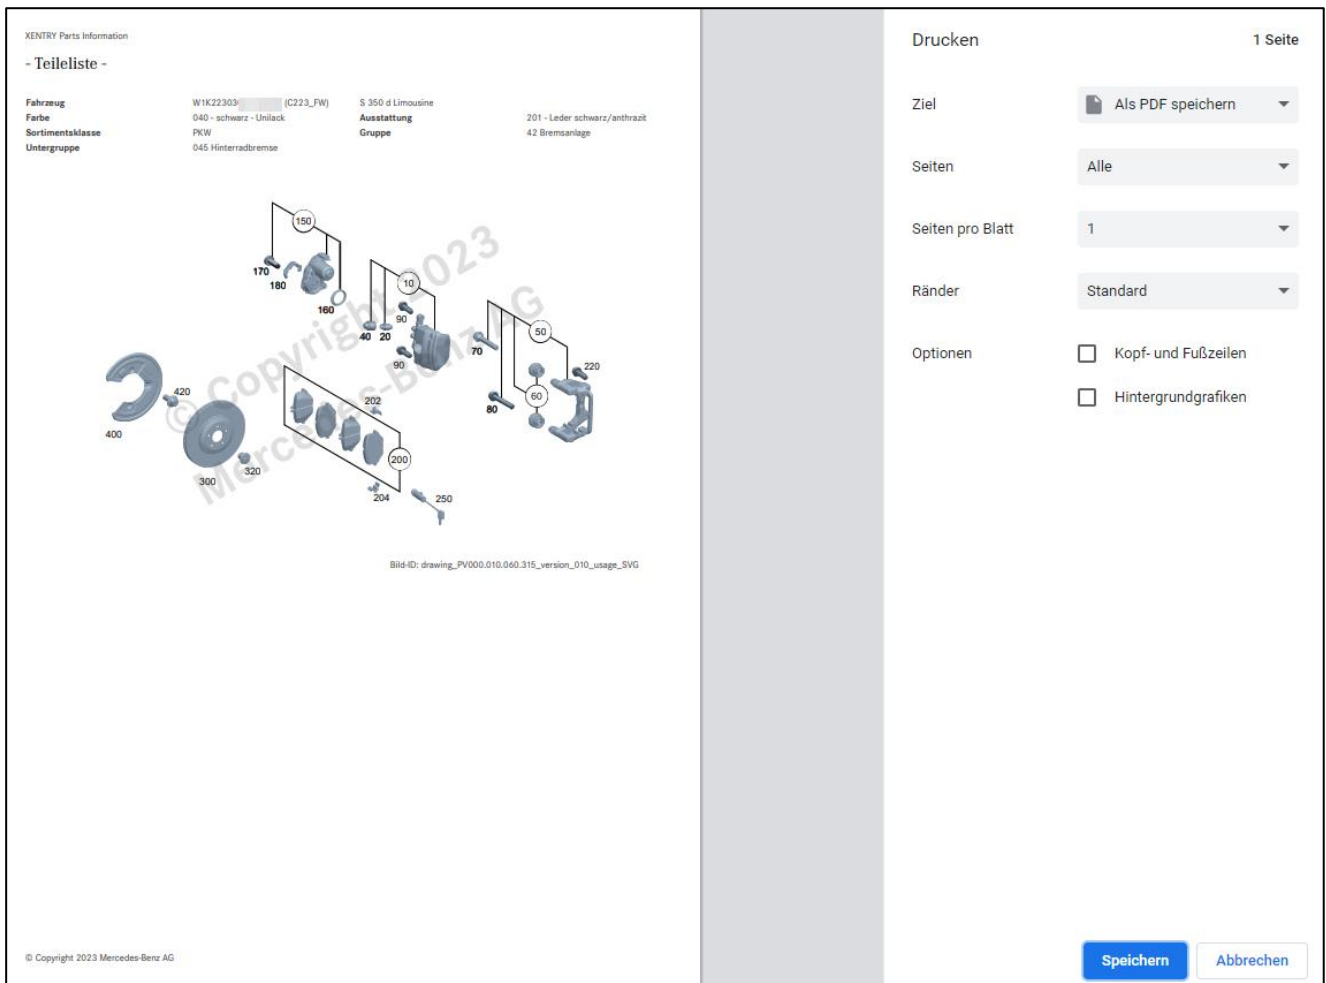 XENTRY Parts Information
- Teileliste -
Fahrzeug W1K22303 (C223_FW) S 350 d Limousine
Farbe 040 - schwarz - Unilack Ausstattung 201 - Leder schwarz/anthrazit
Sortimentsklasse PKW Gruppe 42 Bremsanlage
Untergruppe 045 Hinterradbremse
150
170
180
160
10
90
40 20
90
50
70
220
60
80
202
420
400
200
320
300
204
250
© Copyright 2023
Mercedes-Benz AG
Bild-ID: drawing_PV000.010.060.315_version_010_usage_SVG
© Copyright 2023 Mercedes-Benz AG
Drucken 1 Seite
Ziel Als PDF speichern
Seiten Alle
Seiten pro Blatt 1
Ränder Standard
Optionen Kopf- und Fußzeilen
Hintergrundgrafiken
Speichern Abbrechen